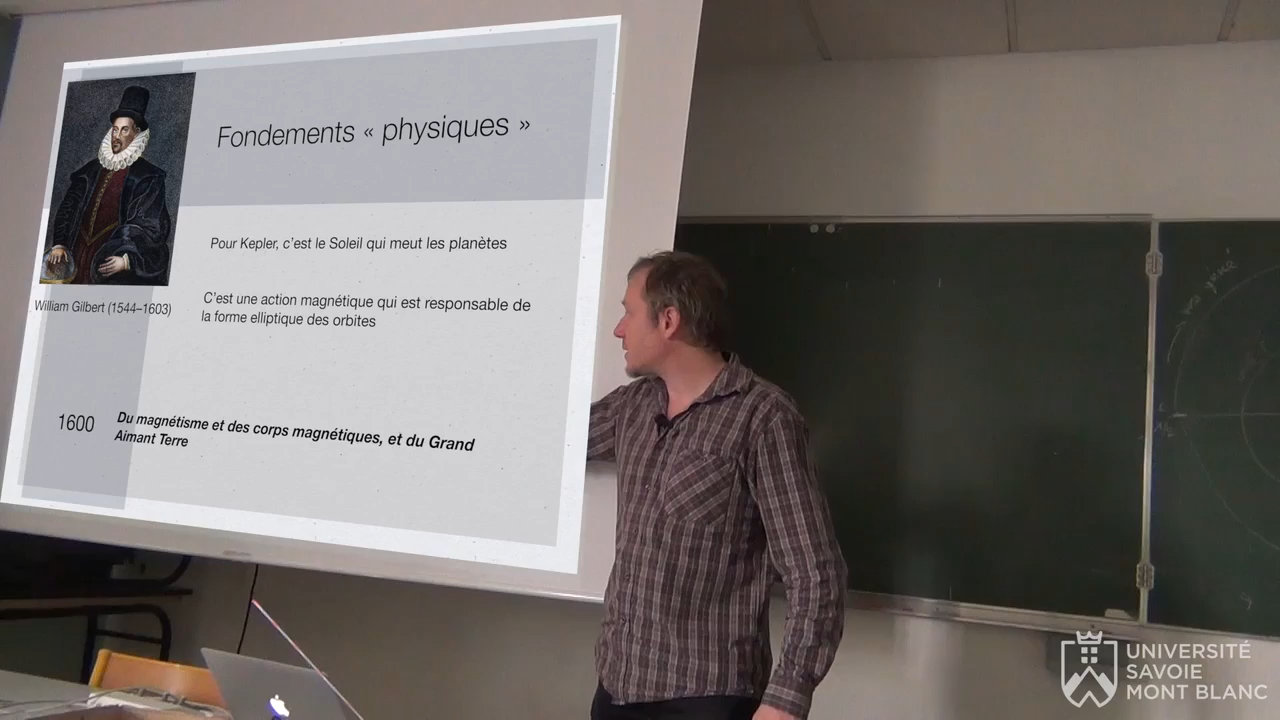 Fondements « physiques »
Pour Kepler, c'est le Soleil qui meut les planètes
William Gilbert (1544–1603)
C'est une action magnétique qui est responsable de
la forme elliptique des orbites
1600
Du magnétisme et des corps magnétiques, et du Grand
Aimant Terre
UNIVERSITÉ
SAVOIE
MONT BLANC